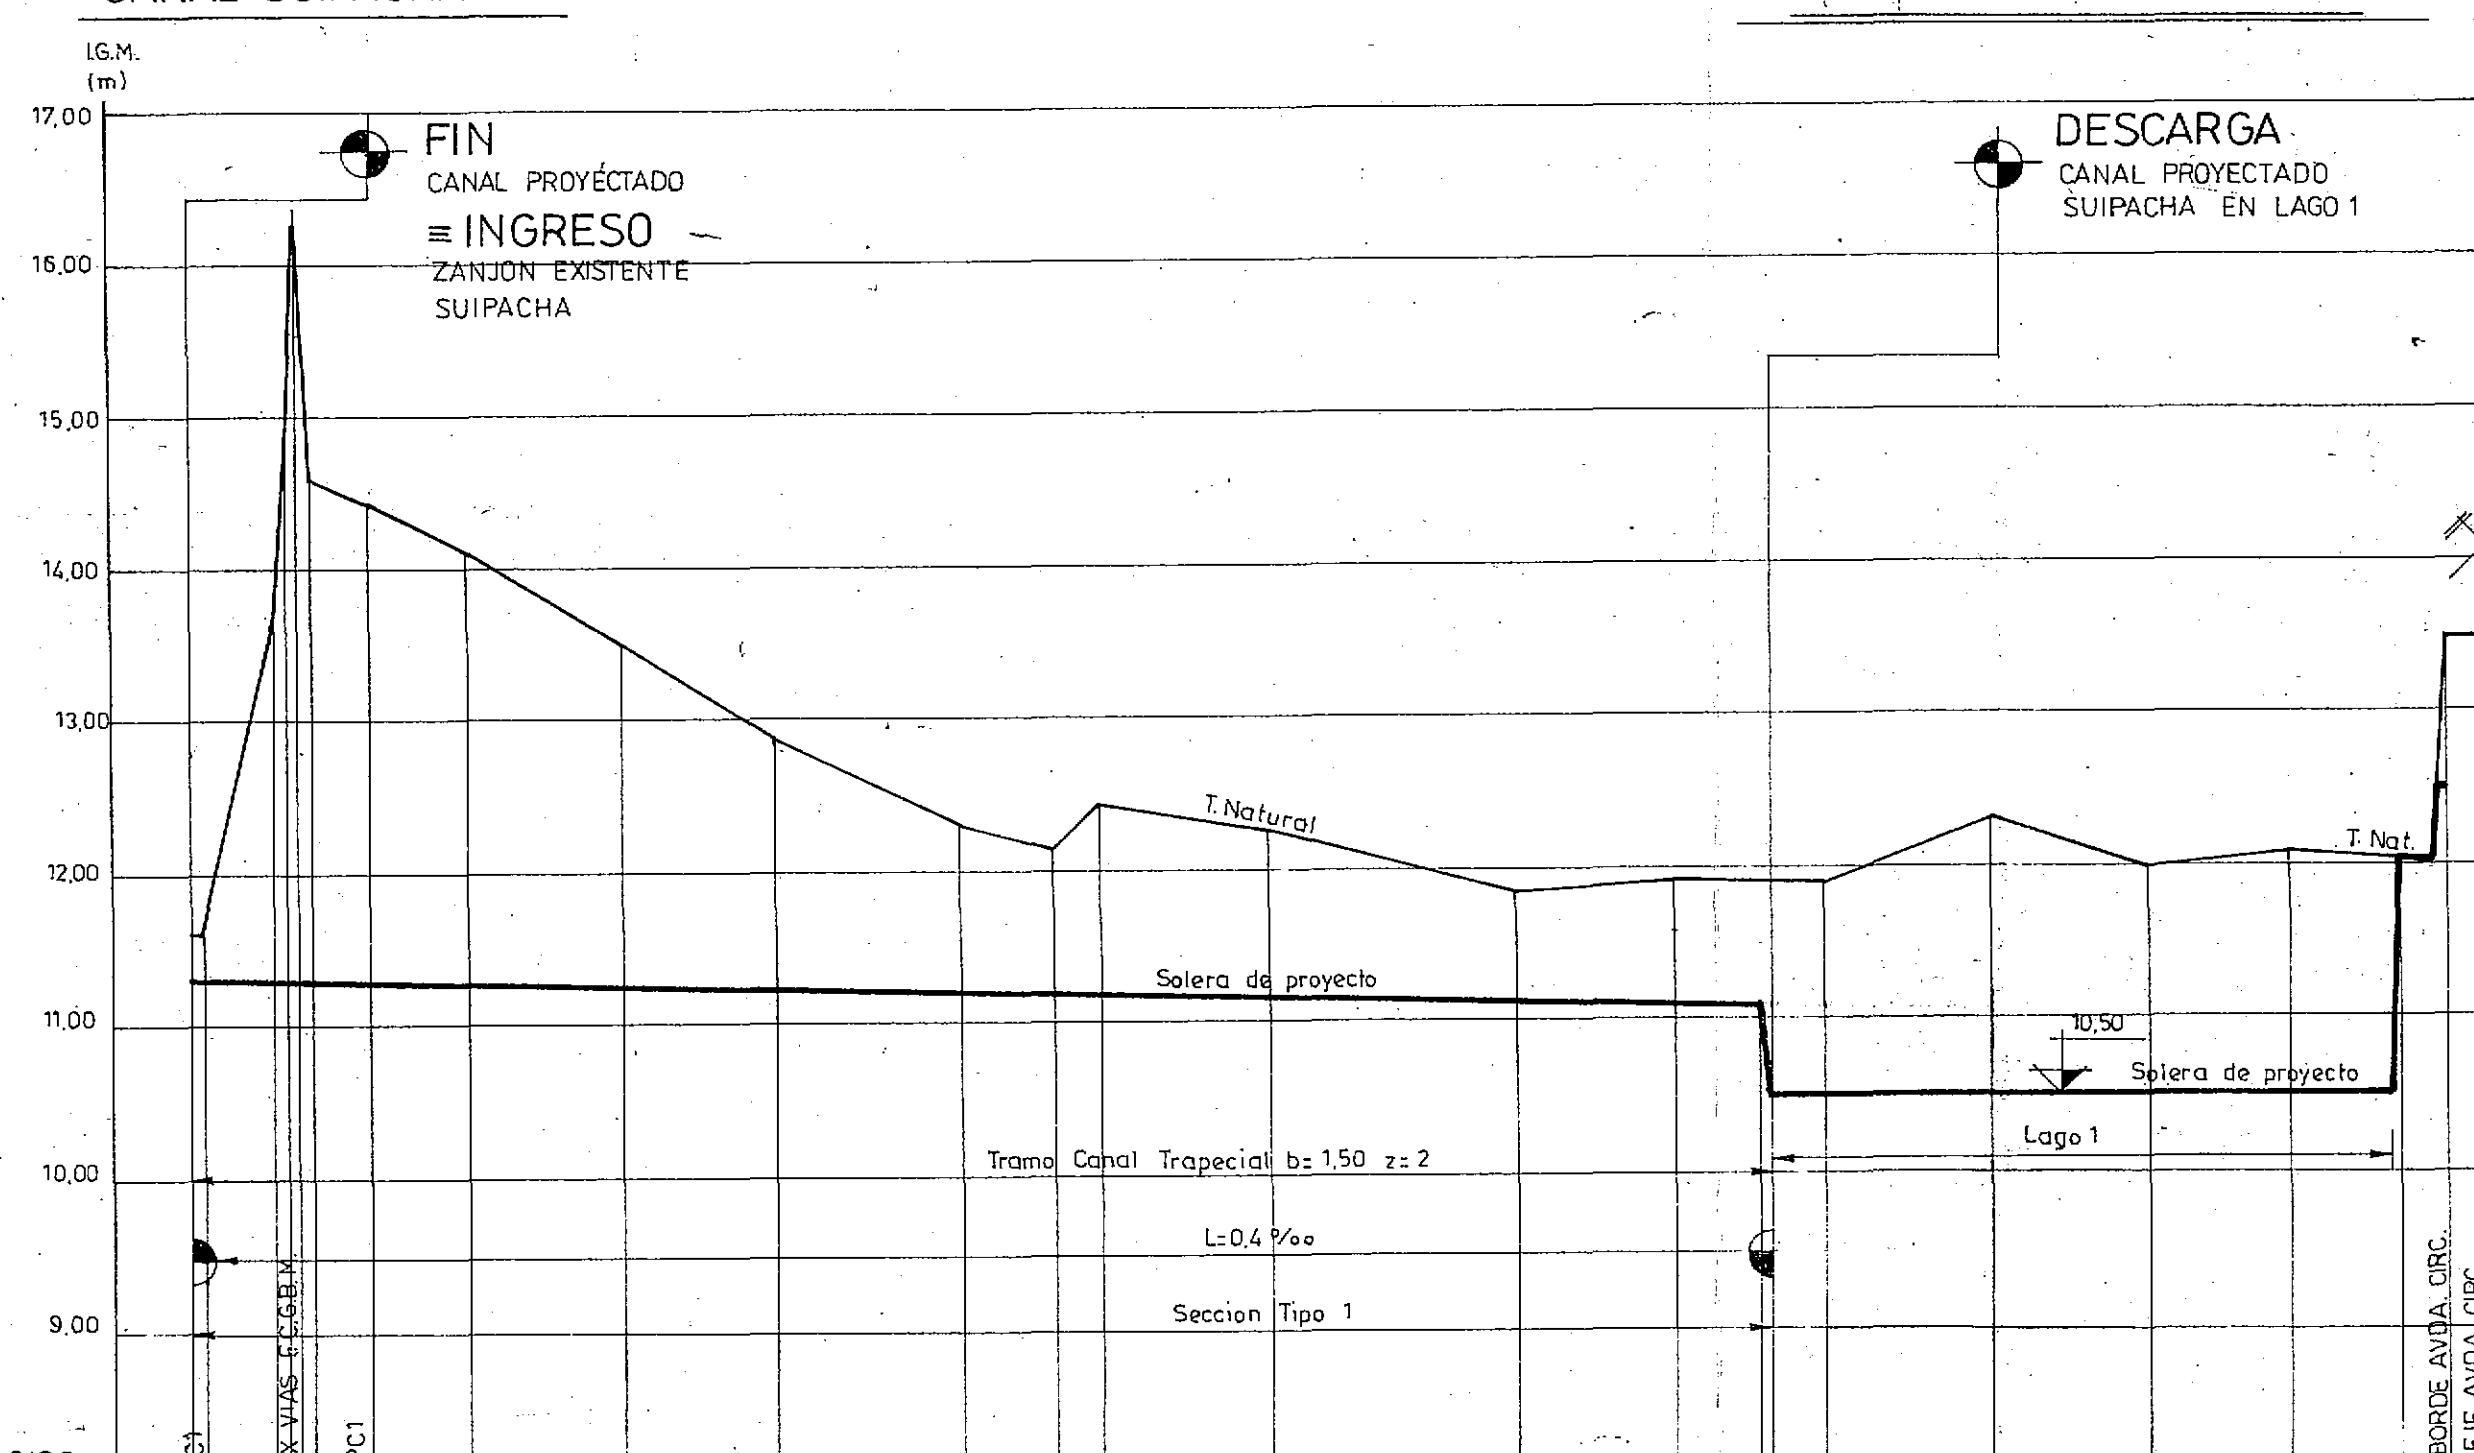 I.G.M.
(m)
17,00
16,00
15,00
14,00
13,00
12,00
11,00
10,00
9,00
FIN
CANAL PROYECTADO
≡ INGRESO
ZANJON EXISTENTE
SUIPACHA
DESCARGA
CANAL PROYECTADO
SUIPACHA EN LAGO 1
T. Natural
T. Nat.
Solera de proyecto
10,50
Solera de proyecto
Lago 1
Tramo Canal Trapecial b= 1,50 z= 2
L=0,4 ‰
Seccion Tipo 1
X VIAS F.C.G.B.M.
PC1
BORDE AVDA. CIRC.
EJE AVDA. CIRC.